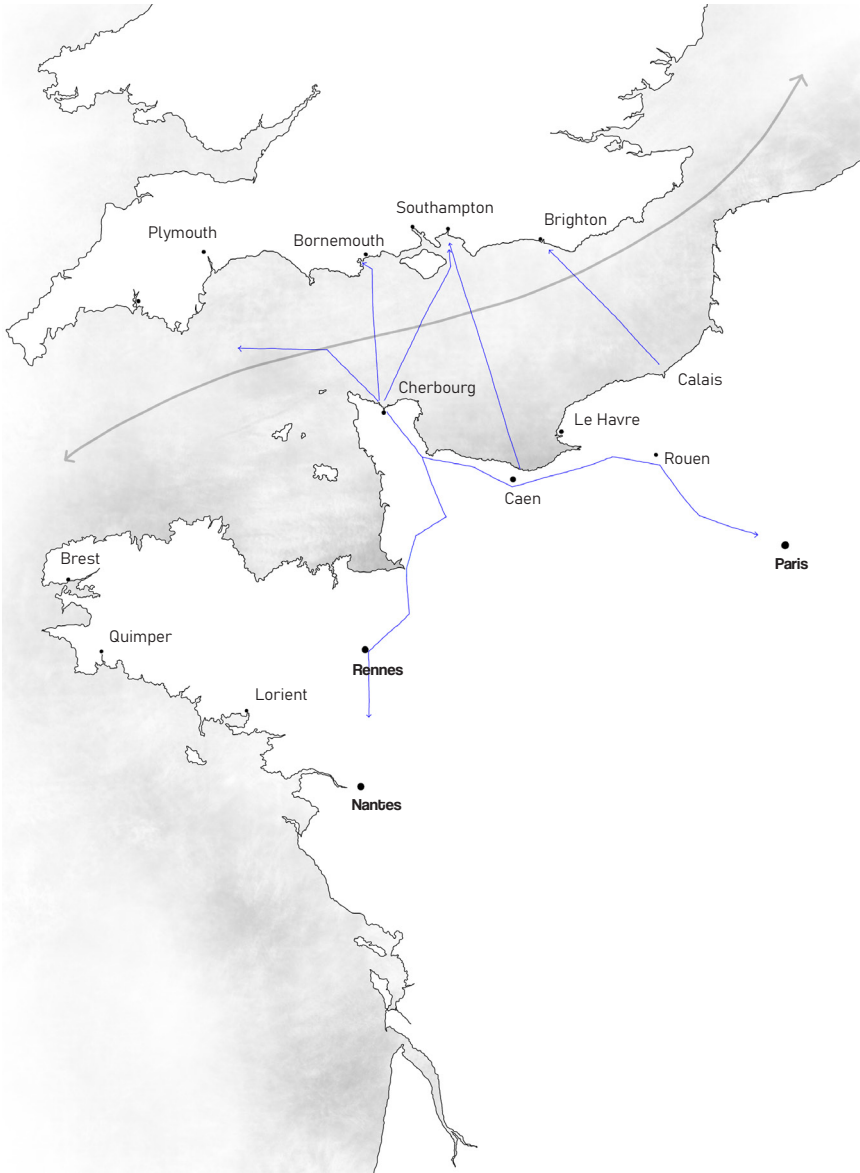 Southampton
Brighton
Plymouth
Bornemouth
Calais
Cherbourg
Le Havre
Rouen
Caen
Paris
Brest
Quimper
Rennes
Lorient
Nantes